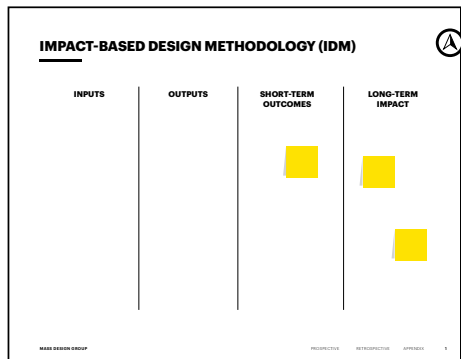 IMPACT-BASED DESIGN METHODOLOGY (IDM)
INPUTS
OUTPUTS
SHORT-TERM
OUTCOMES
LONG-TERM
IMPACT
MASS DESIGN GROUP
PROSPECTIVE
RETROSPECTIVE
APPENDIX